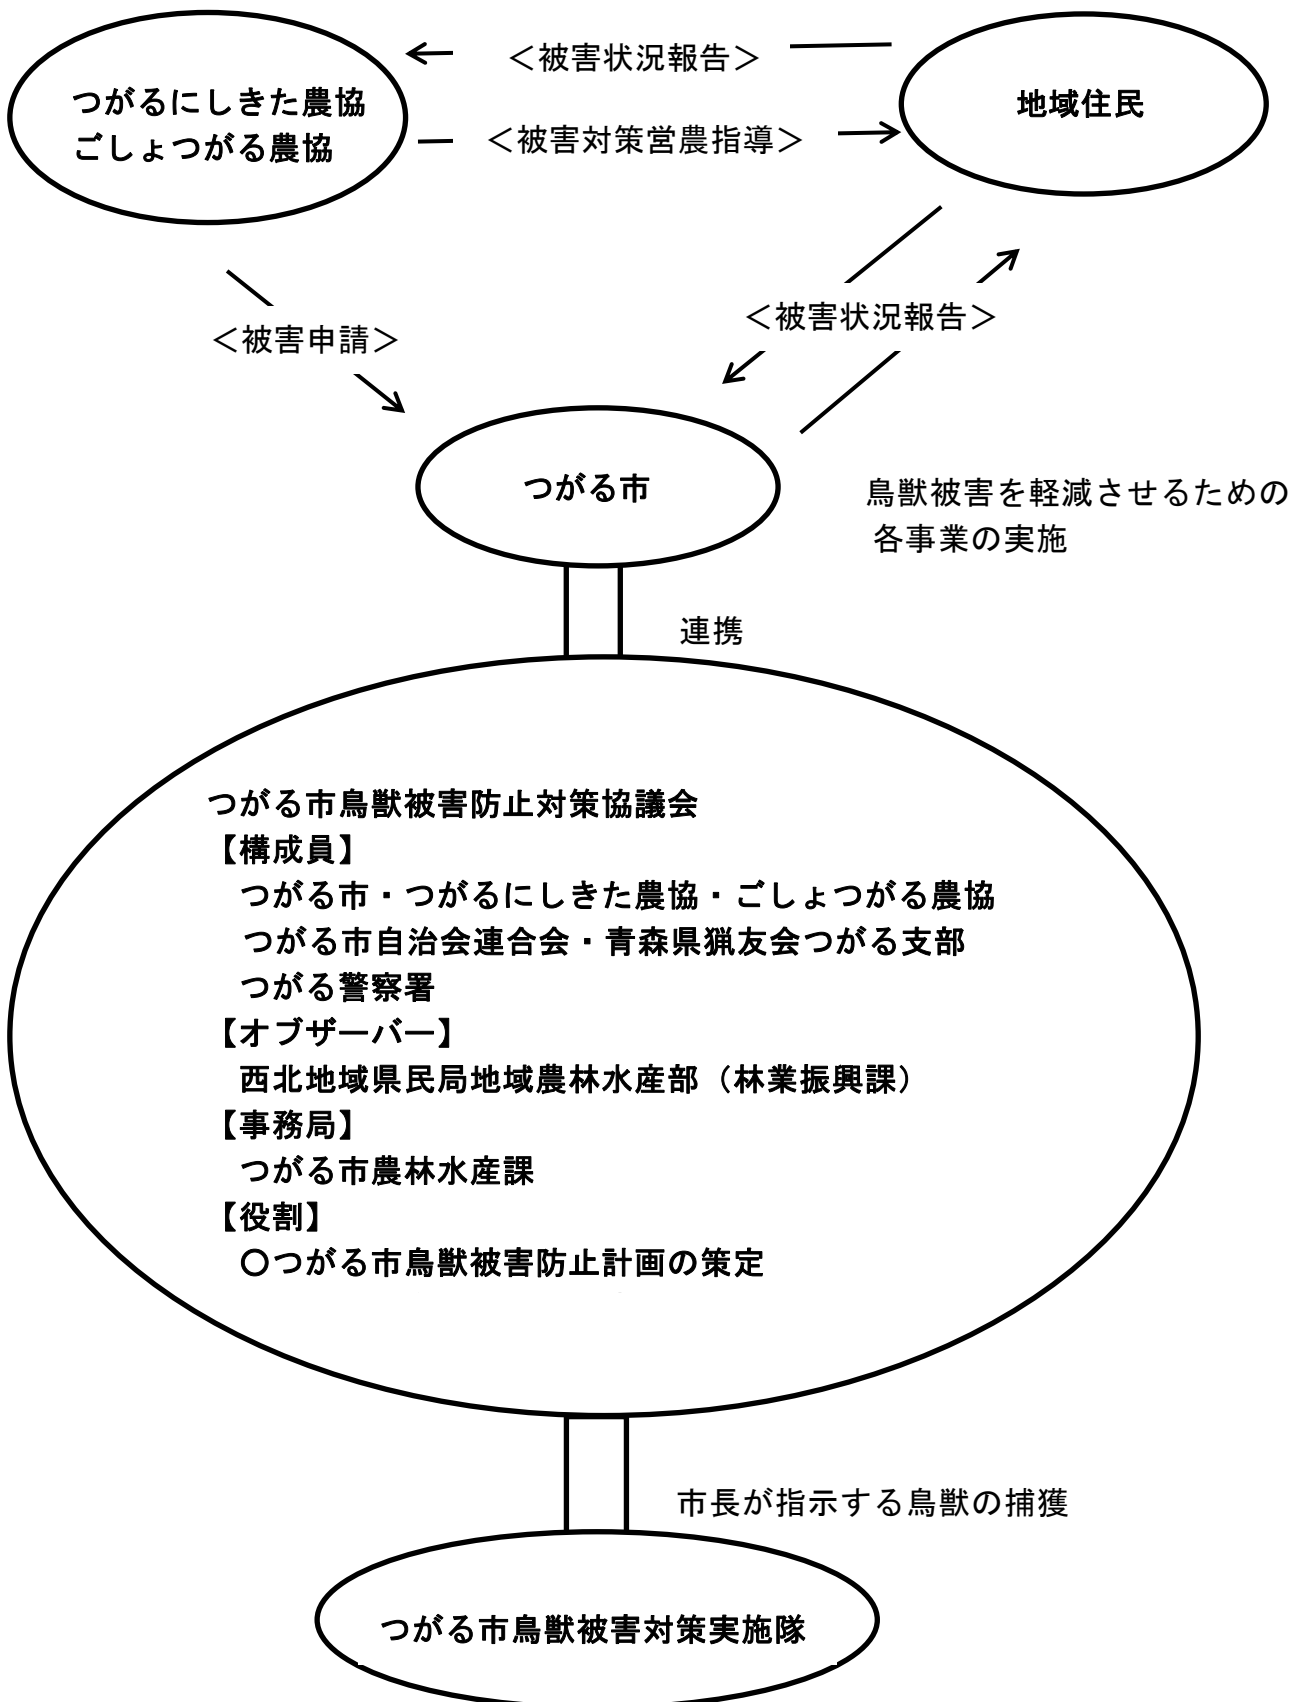 ＜被害状況報告＞
つがるにしきた農協
ごしょつがる農協
地域住民
＜被害対策営農指導＞
＜被害申請＞
＜被害状況報告＞
つがる市
鳥獣被害を軽減させるための
各事業の実施
連携
つがる市鳥獣被害防止対策協議会
【構成員】
つがる市・つがるにしきた農協・ごしょつがる農協
つがる市自治会連合会・青森県猟友会つがる支部
つがる警察署
【オブザーバー】
西北地域県民局地域農林水産部（林業振興課）
【事務局】
つがる市農林水産課
【役割】
〇つがる市鳥獣被害防止計画の策定
市長が指示する鳥獣の捕獲
つがる市鳥獣被害対策実施隊